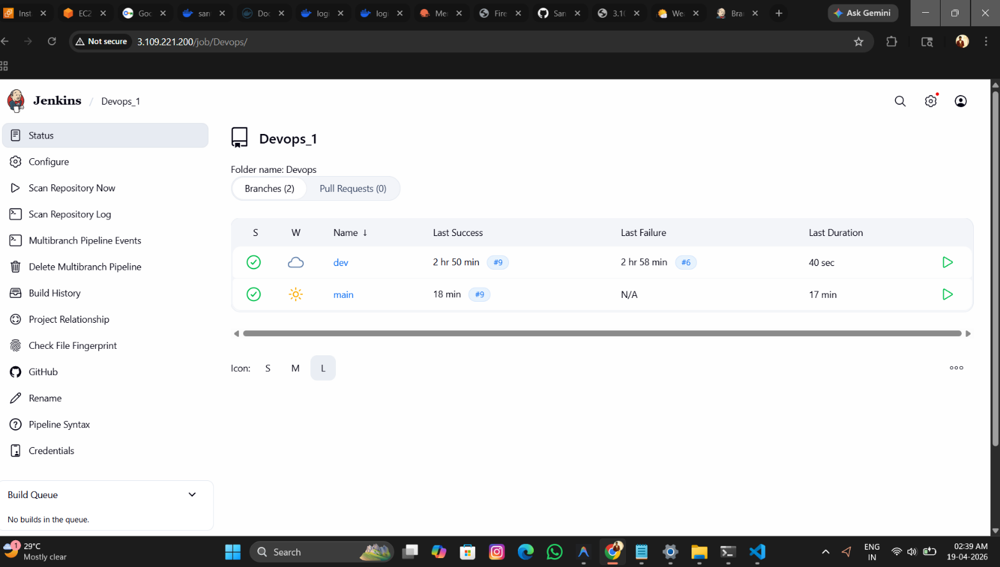 Inst
EC2
Goo
san
Doc
logi
logi
Me
Fire
San
3.10
We
Bra
Ask Gemini
Not secure 3.109.221.200/job/Devops/
Jenkins / Devops_1
Status
Configure
Scan Repository Now
Scan Repository Log
Multibranch Pipeline Events
Delete Multibranch Pipeline
Build History
Project Relationship
Check File Fingerprint
GitHub
Rename
Pipeline Syntax
Credentials
Build Queue
No builds in the queue.
Devops_1
Folder name: Devops
Branches (2) Pull Requests (0)
S W Name ↓ Last Success Last Failure Last Duration
dev 2 hr 50 min #9 2 hr 58 min #6 40 sec
main 18 min #9 N/A 17 min
Icon: S M L
1
29°C
Mostly clear
Search
ENG
IN
02:39 AM
19-04-2026